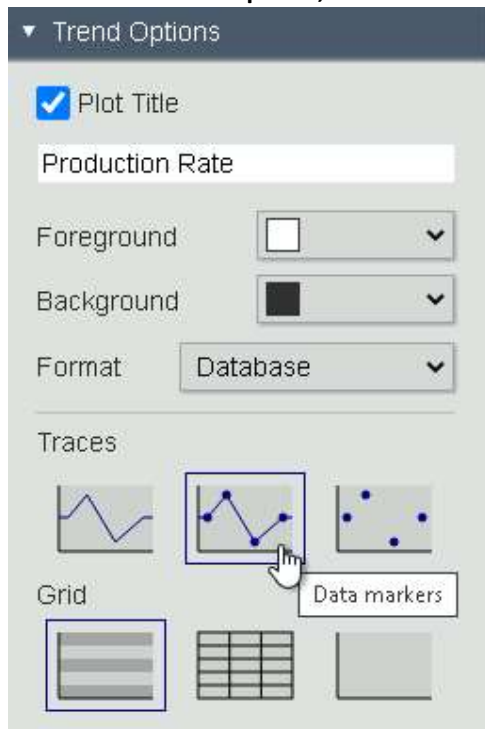 Trend Options
Plot Title
Production Rate
Foreground
Background
Format Database
Traces
Grid
Data markers